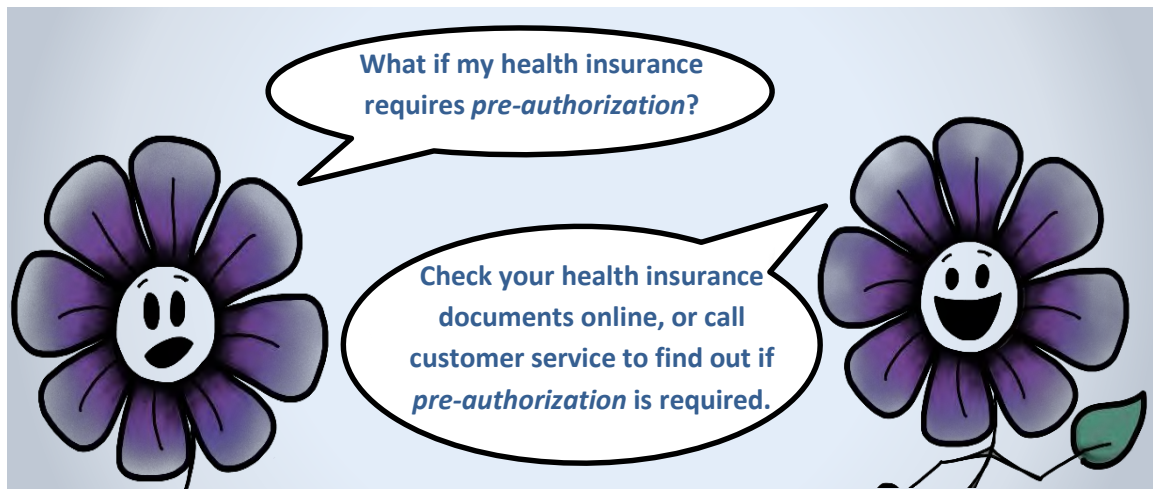 What if my health insurance
requires pre-authorization?
Check your health insurance
documents online, or call
customer service to find out if
pre-authorization is required.